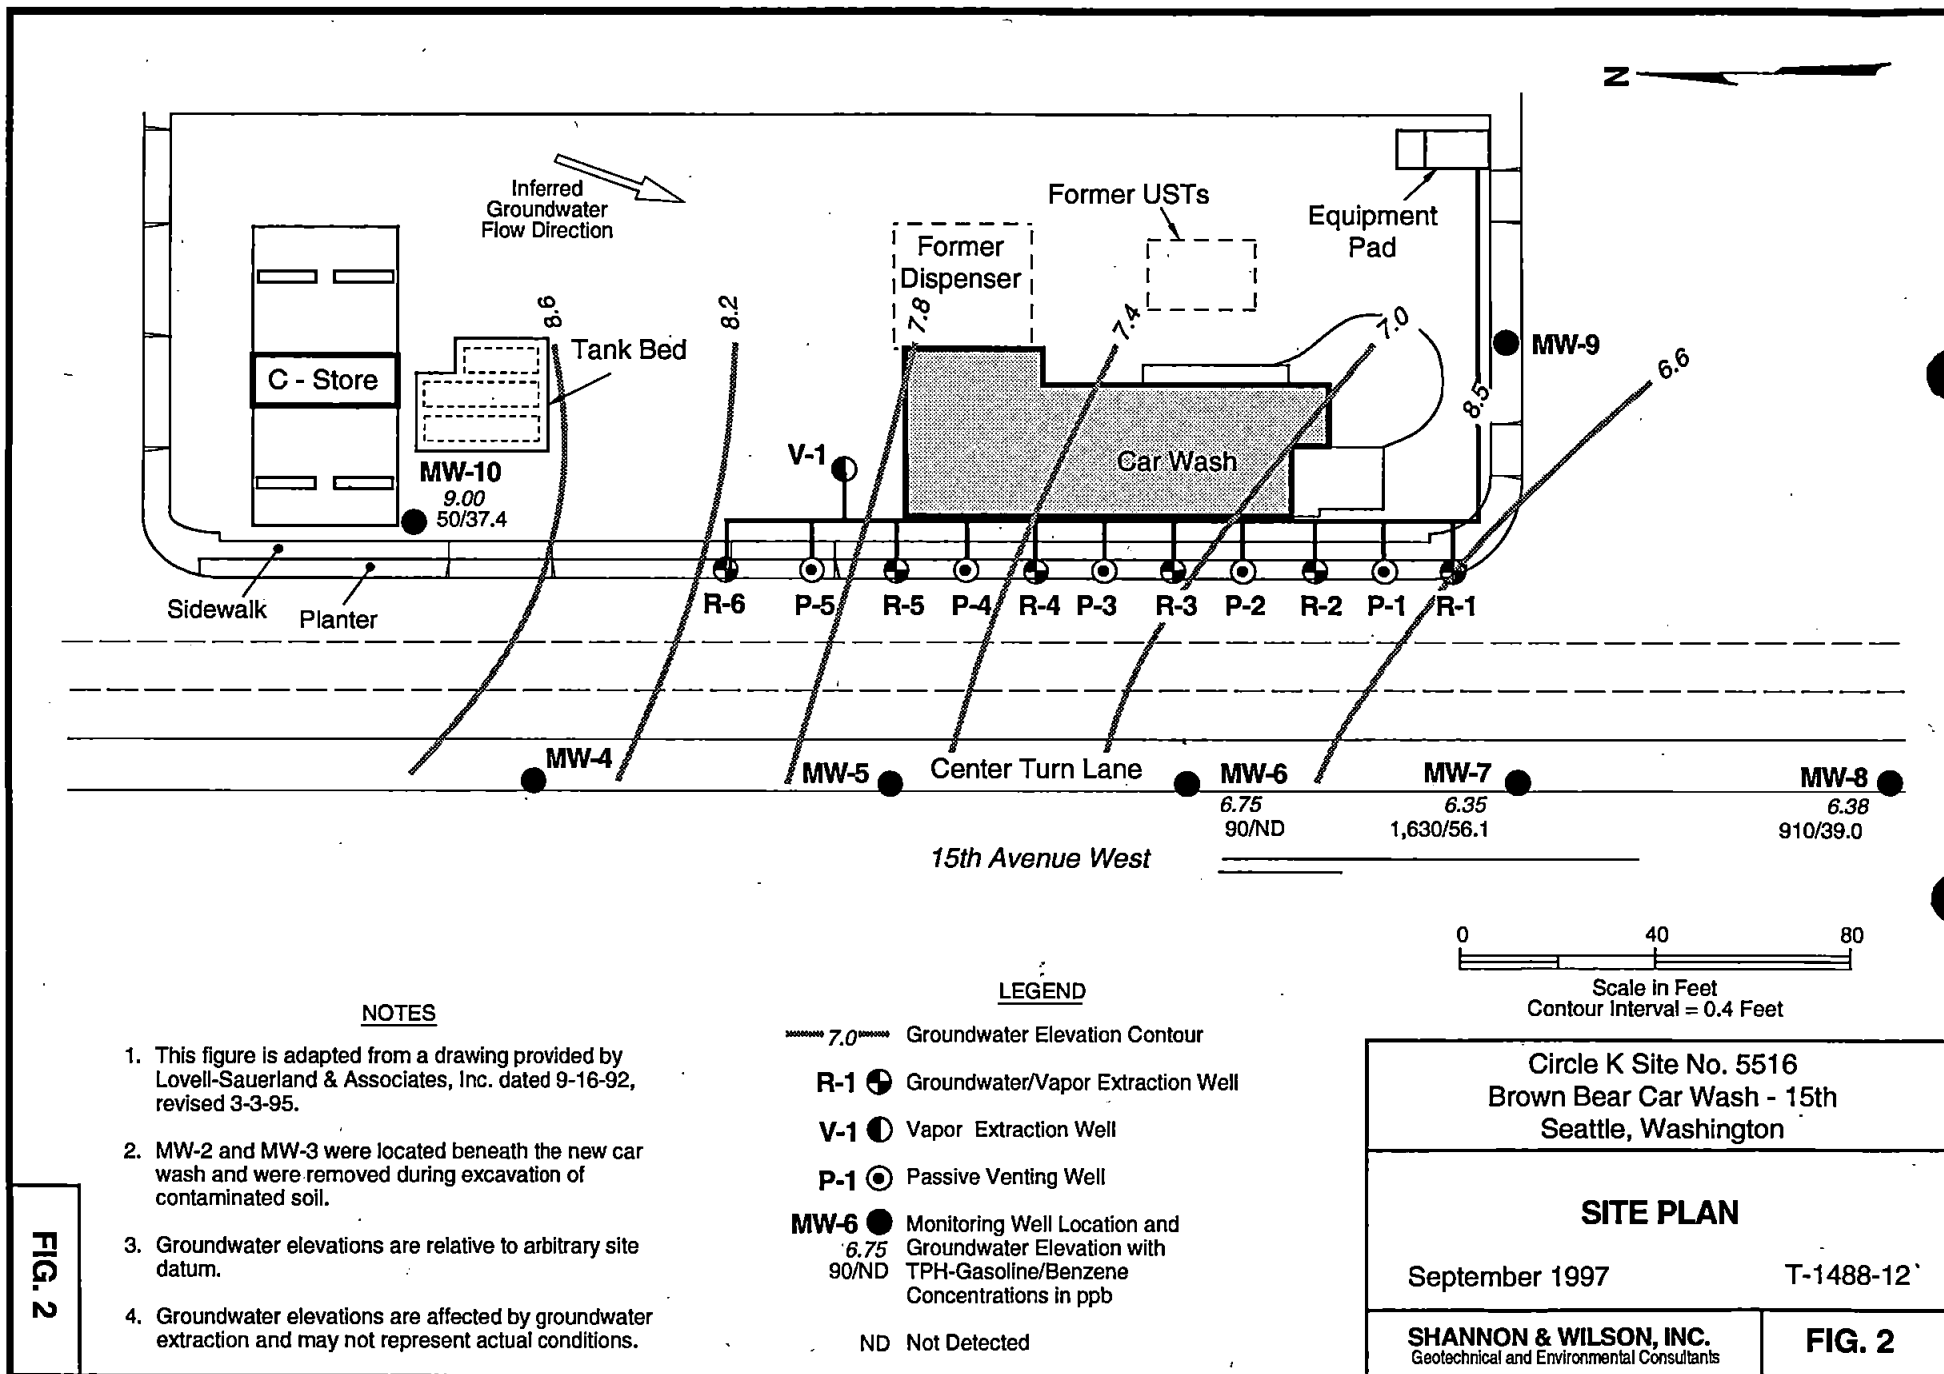 N
Inferred
Groundwater
Flow Direction
Former USTs
Equipment
Pad
Former
Dispenser
8.6
8.2
7.8
7.4
7.0
6.6
8.5
MW-9
Tank Bed
C - Store
MW-10
9.00
50/37.4
V-1
Car Wash
Sidewalk
Planter
R-6
P-5
R-5
P-4
R-4
P-3
R-3
P-2
R-2
P-1
R-1
MW-4
MW-5
Center Turn Lane
MW-6
6.75
90/ND
MW-7
6.35
1,630/56.1
MW-8
6.38
910/39.0
15th Avenue West
0 40 80
Scale in Feet
Contour Interval = 0.4 Feet
NOTES
1. This figure is adapted from a drawing provided by
Lovell-Sauerland & Associates, Inc. dated 9-16-92,
revised 3-3-95.
2. MW-2 and MW-3 were located beneath the new car
wash and were removed during excavation of
contaminated soil.
3. Groundwater elevations are relative to arbitrary site
datum.
4. Groundwater elevations are affected by groundwater
extraction and may not represent actual conditions.
LEGEND
7.0 Groundwater Elevation Contour
R-1 Groundwater/Vapor Extraction Well
V-1 Vapor Extraction Well
P-1 Passive Venting Well
MW-6 Monitoring Well Location and
6.75 Groundwater Elevation with
90/ND TPH-Gasoline/Benzene
Concentrations in ppb
ND Not Detected
Circle K Site No. 5516
Brown Bear Car Wash - 15th
Seattle, Washington
SITE PLAN
September 1997 T-1488-12
SHANNON & WILSON, INC.
Geotechnical and Environmental Consultants
FIG. 2
FIG. 2